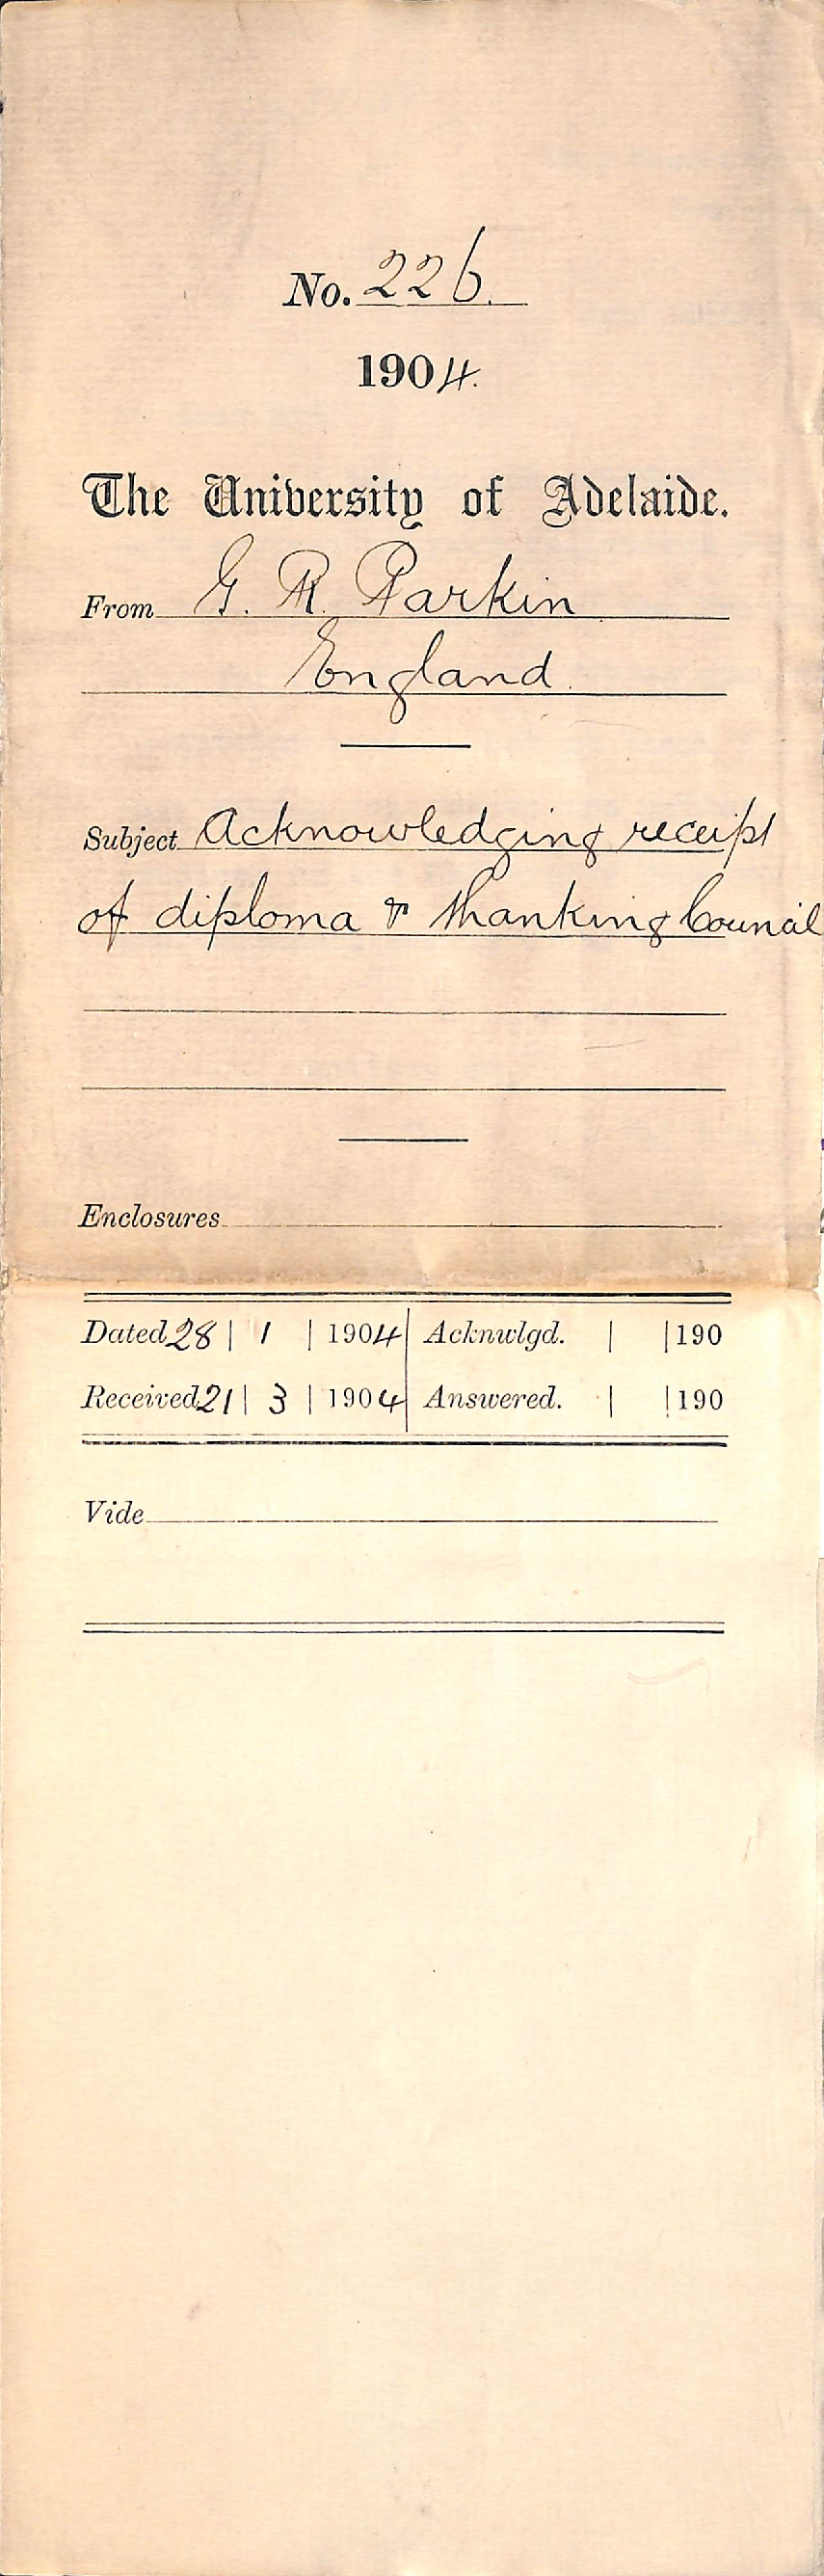 No. 226.
1904.
The University of Adelaide.
From G. R. Parkin
England.
Subject Acknowledging receipt
of diploma & thanking Council
Enclosures
Dated 28 | 1 | 1904 | Acknwlgd. | | 190
Received 21 | 3 | 1904 | Answered. | | 190
Vide